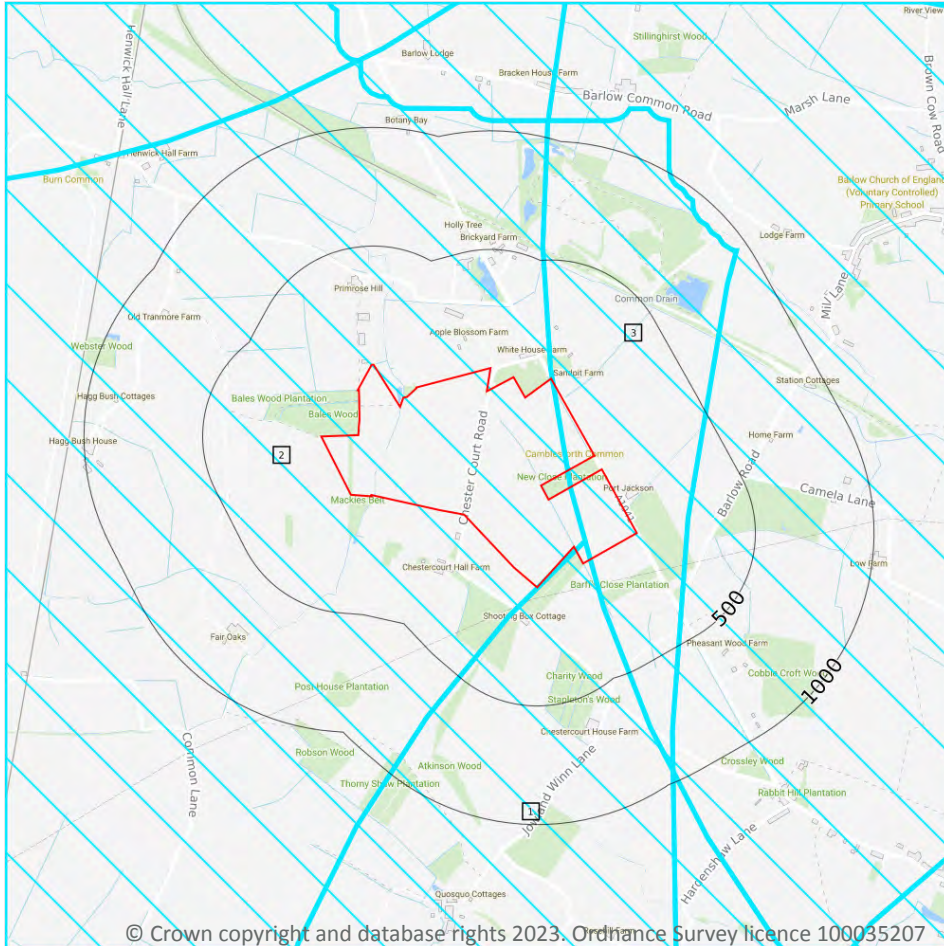 River View
Stillinghirst Wood
Henwick Hall Lane
Barlow Lodge
Bracken House Farm
Brown Cow Road
Barlow Common Road
Marsh Lane
Botany Bay
Henwick Hall Farm
Burn Common
Barlow Church of England
(Voluntary Controlled)
Primary School
Holly Tree
Brickyard Farm
Lodge Farm
Mill Lane
Primrose Hill
Common Drain
Old Tranmore Farm
Apple Blossom Farm
3
Webster Wood
White House Farm
Sandpit Farm
Station Cottages
Hagg Bush Cottages
Bales Wood Plantation
Bales Wood
Chester Court Road
Home Farm
Hagg Bush House
2
Camblesforth Common
New Close Plantation
Port Jackson
Barlow Road
Camela Lane
A1041
Mackies Belt
Chestercourt Hall Farm
Low Farm
Barff Close Plantation
500
Shooting Box Cottage
Fair Oaks
Pheasant Wood Farm
Charity Wood
Cobble Croft Wood
1000
Post House Plantation
Stapleton's Wood
Chestercourt House Farm
Common Lane
Robson Wood
Atkinson Wood
Crossley Wood
Thorny Shaw Plantation
Jowland Winn Lane
Rabbit Hill Plantation
1
Hardenshaw Lane
Quosquo Cottages
Rosehill Farm
© Crown copyright and database rights 2023. Ordnance Survey licence 100035207